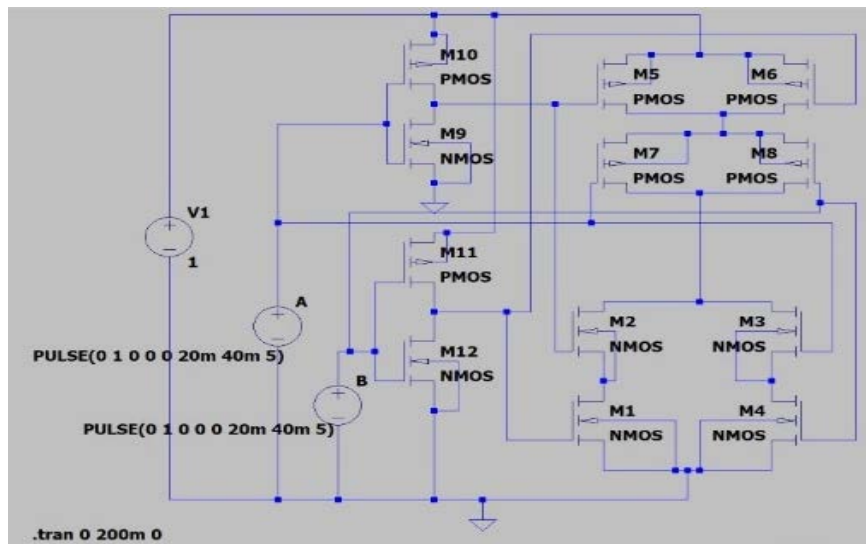 M10
PMOS
M9
NMOS
M5
PMOS
M6
PMOS
M7
PMOS
M8
PMOS
V1
1
M11
PMOS
A
PULSE(0 1 0 0 0 20m 40m 5)
M12
NMOS
B
PULSE(0 1 0 0 0 20m 40m 5)
M2
NMOS
M3
NMOS
M1
NMOS
M4
NMOS
.tran 0 200m 0